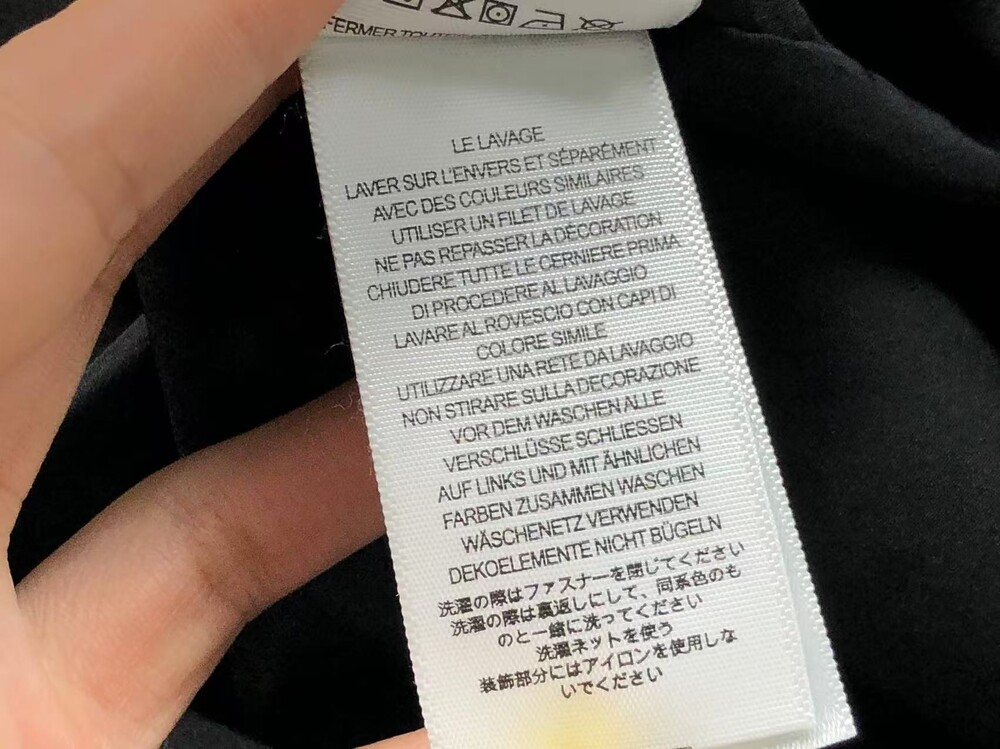 FERMER TOUT
LE LAVAGE
LAVER SUR L'ENVERS ET SÉPARÉMENT
AVEC DES COULEURS SIMILAIRES
UTILISER UN FILET DE LAVAGE
NE PAS REPASSER LA DÉCORATION
CHIUDERE TUTTE LE CERNIERE PRIMA
DI PROCEDERE AL LAVAGGIO
LAVARE AL ROVESCIO CON CAPI DI
COLORE SIMILE
UTILIZZARE UNA RETE DA LAVAGGIO
NON STIRARE SULLA DECORAZIONE
VOR DEM WASCHEN ALLE
VERSCHLÜSSE SCHLIESSEN
AUF LINKS UND MIT ÄHNLICHEN
FARBEN ZUSAMMEN WASCHEN
WÄSCHENETZ VERWENDEN
DEKOELEMENTE NICHT BÜGELN
洗濯の際はファスナーを閉じてください
洗濯の際は裏返しにして、同系色のも
のと一緒に洗ってください
洗濯ネットを使う
装飾部分にはアイロンを使用しな
いでください